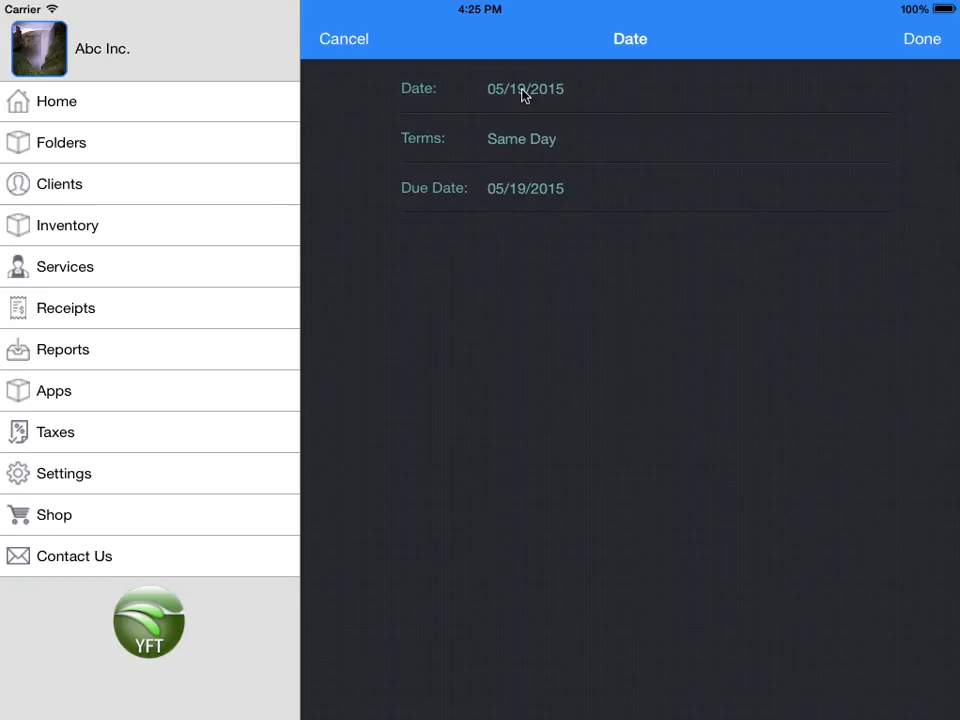 Carrier 4:25 PM 100%
Abc Inc.
Cancel Date Done
Home
Folders
Clients
Inventory
Services
Receipts
Reports
Apps
Taxes
Settings
Shop
Contact Us
YFT
Date: 05/19/2015
Terms: Same Day
Due Date: 05/19/2015